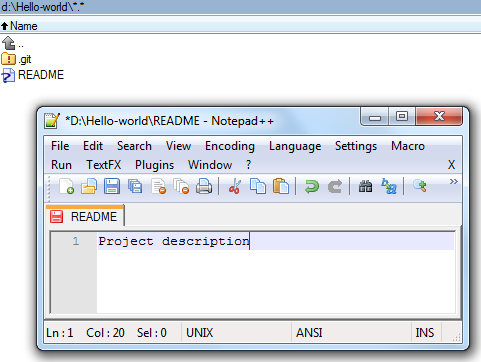 d:\Hello-world\*.*
Name
..
.git
README
*D:\Hello-world\README - Notepad++
File Edit Search View Encoding Language Settings Macro
Run TextFX Plugins Window ? X
README
1 Project description
Ln : 1 Col : 20 Sel : 0 UNIX ANSI INS